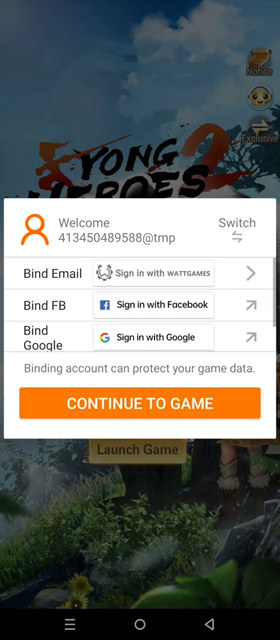 Notice
Exclusive
YONG
HEROES 2
Welcome
Switch
413450489588@tmp
Bind Email
Sign in with WATTGAMES
Bind FB
Sign in with Facebook
Bind
Google
Sign in with Google
Binding account can protect your game data.
CONTINUE TO GAME
Launch Game